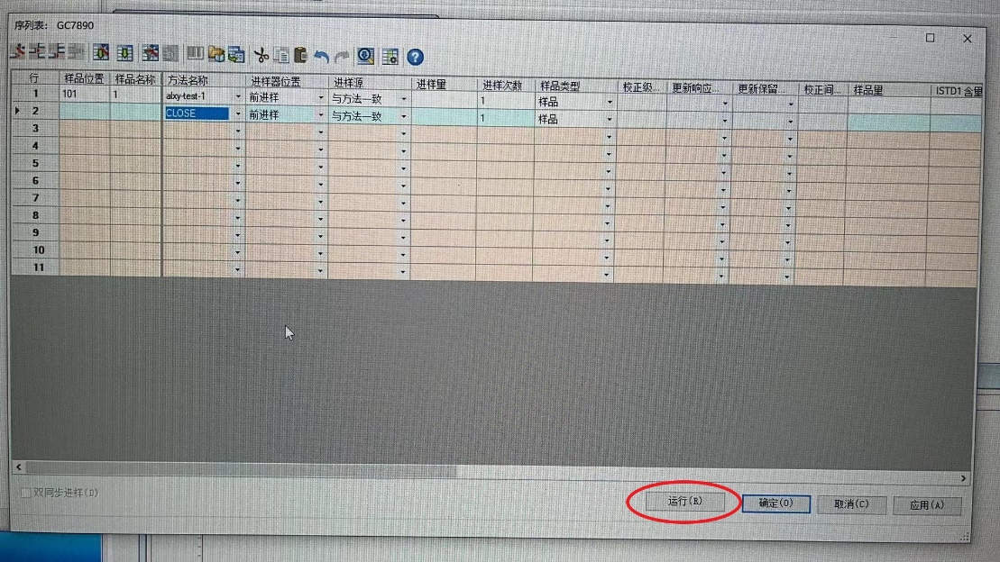 序列表: GC7890
行 样品位置 样品名称 方法名称 进样器位置 进样源 进样量 进样次数 样品类型 校正级... 更新响应... 更新保留... 校正间... 样品量 ISTD1 含量
1 101 1 alxy-test-1 前进样 与方法一致 1 样品
2 CLOSE 前进样 与方法一致 1 样品
3
4
5
6
7
8
9
10
11
双同步进样(D)
运行(R) 确定(O) 取消(C) 应用(A)